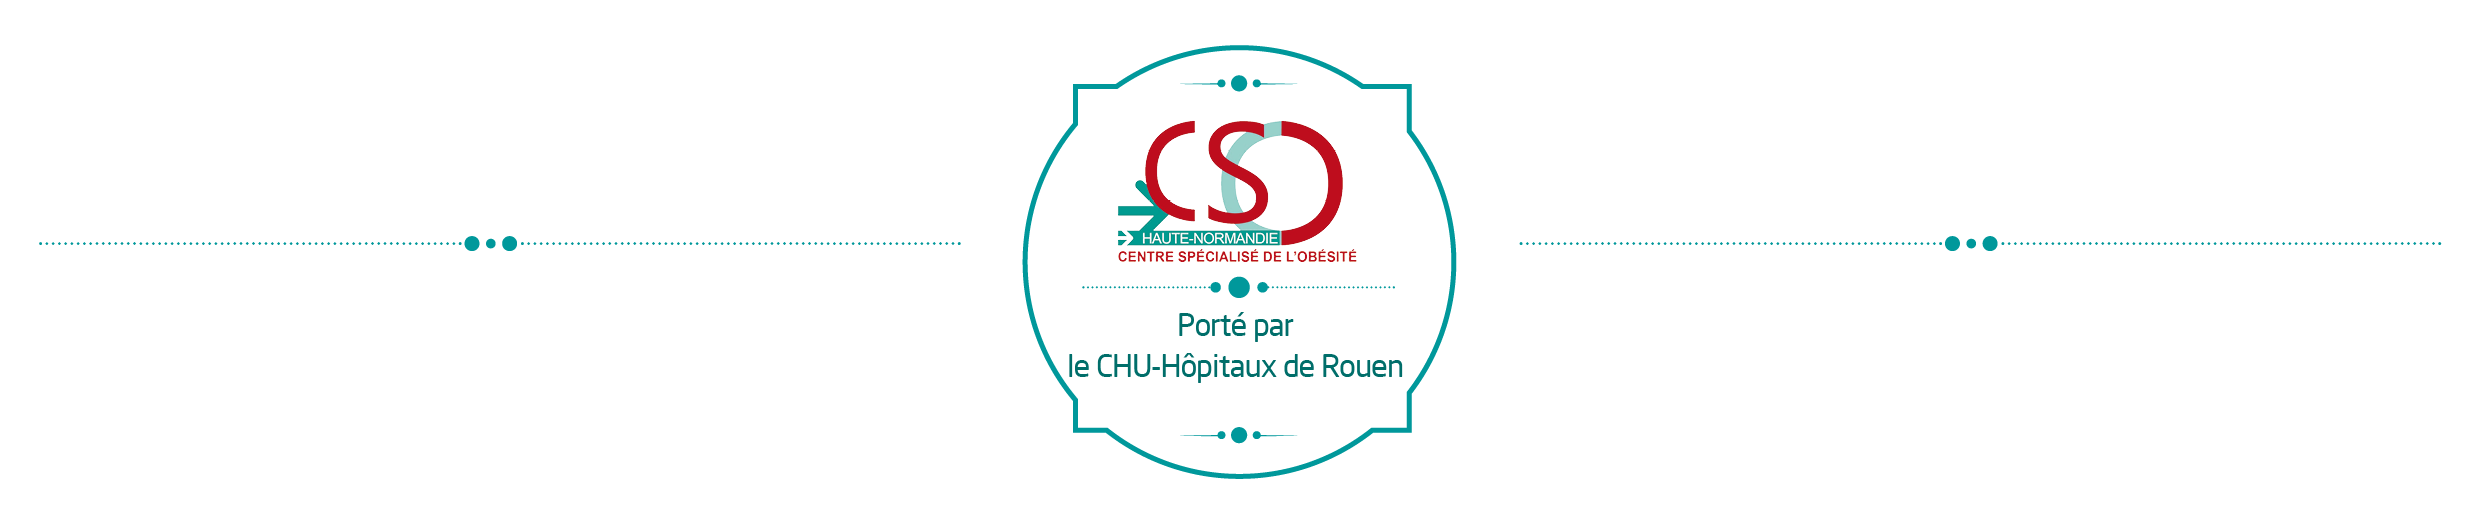 CSO
HAUTE-NORMANDIE
CENTRE SPÉCIALISÉ DE L'OBÉSITÉ
Porté par
le CHU-Hôpitaux de Rouen